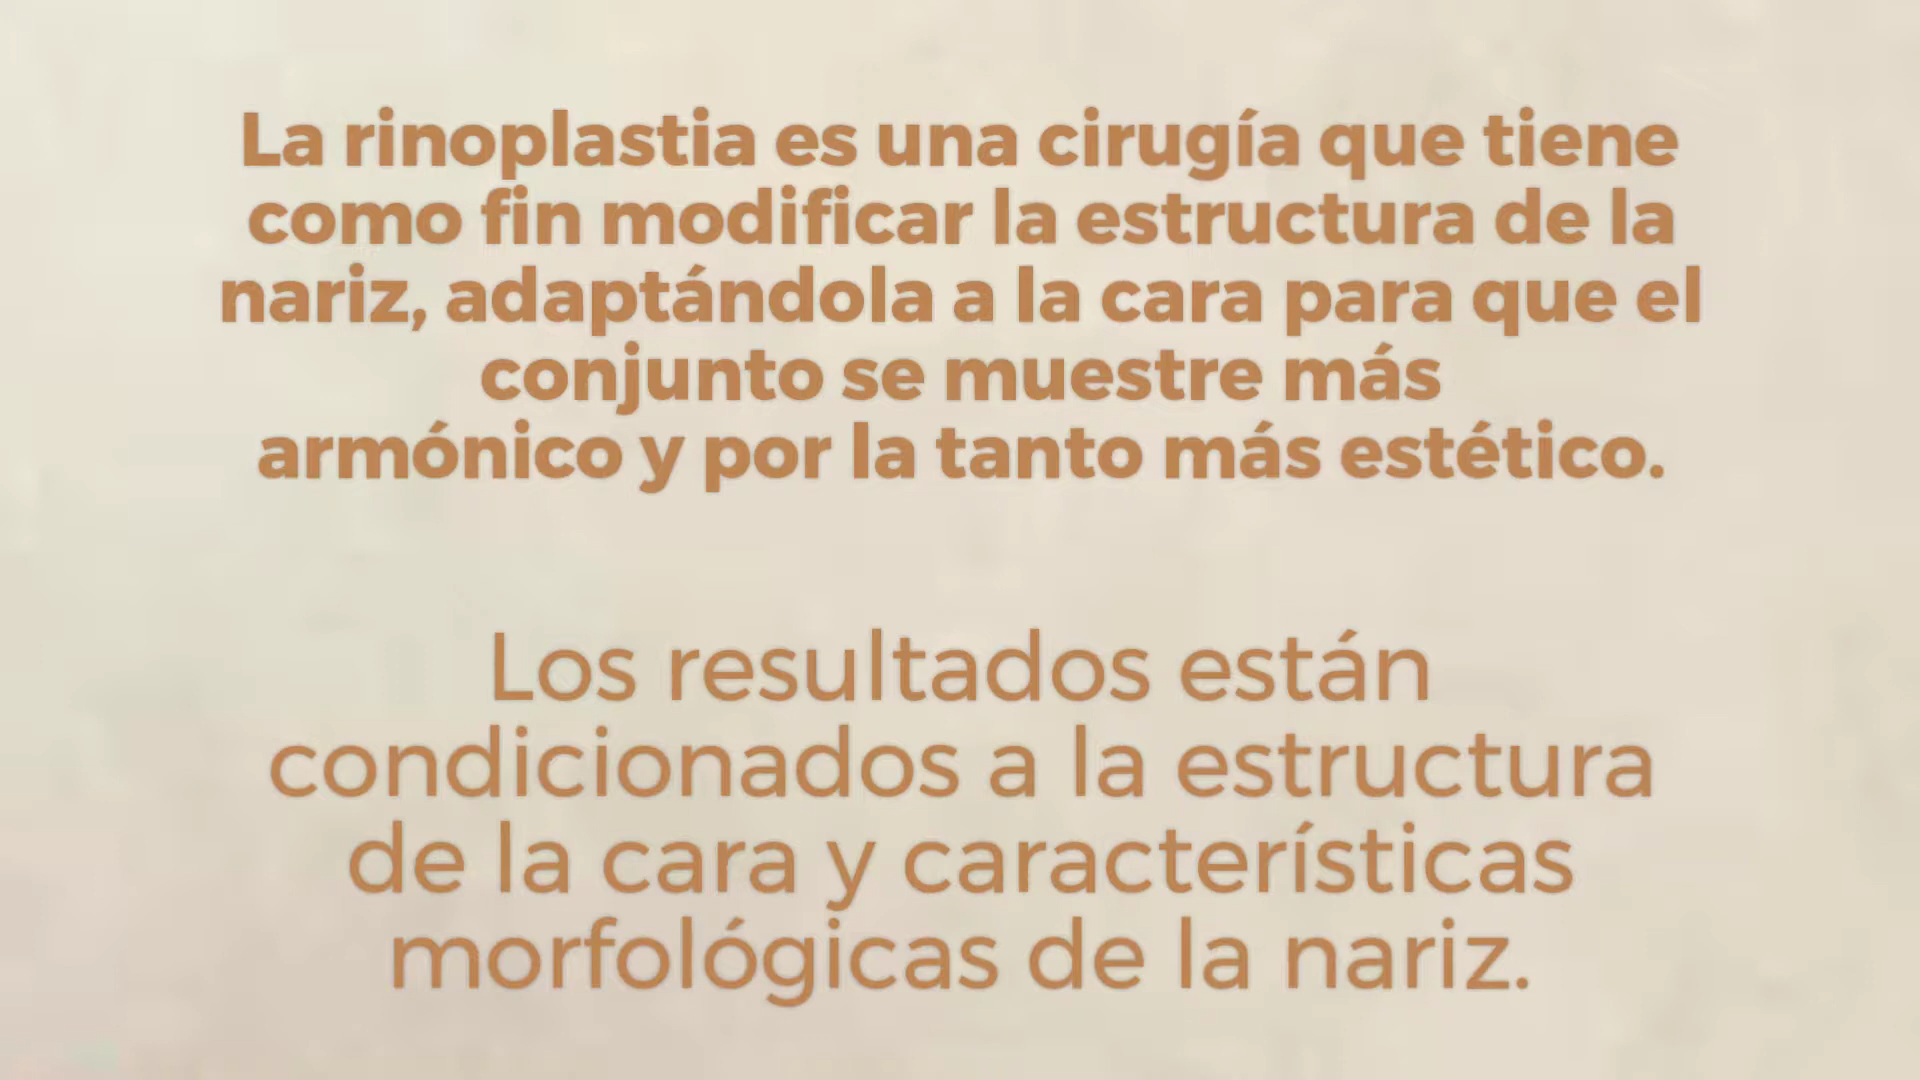 La rinoplastia es una cirugía que tiene
como fin modificar la estructura de la
nariz, adaptándola a la cara para que el
conjunto se muestre más
armónico y por la tanto más estético.
Los resultados están
condicionados a la estructura
de la cara y características
morfológicas de la nariz.